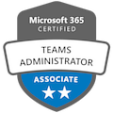 Microsoft 365
CERTIFIED
TEAMS
ADMINISTRATOR
ASSOCIATE